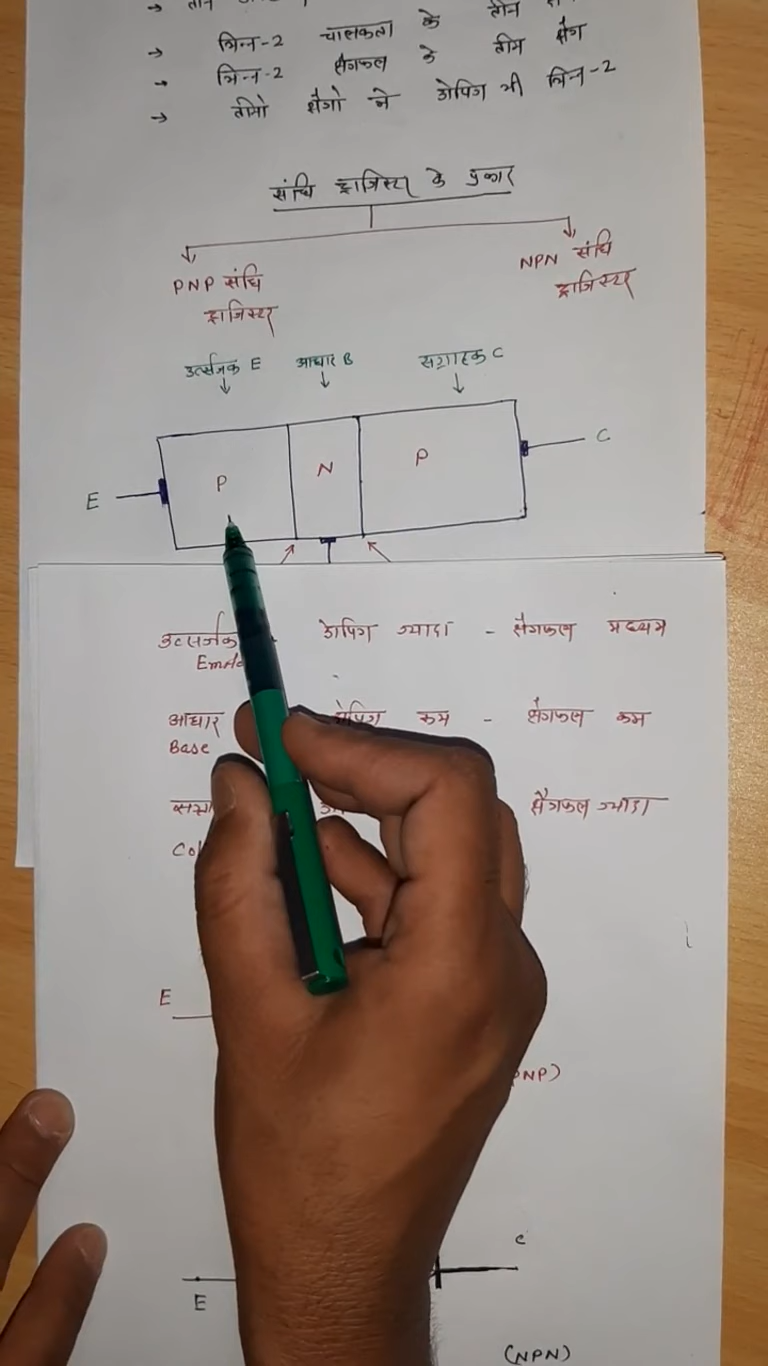 → भिन्न-2 चालकता के तीन
→ भिन्न-2 क्षेत्रफल के तीन क्षेत्र
→ तीनो क्षेत्रो में डोपिंग भी भिन्न-2
संधि ट्रांजिस्टर के प्रकार
PNP संधि ट्रांजिस्टर
NPN संधि ट्रांजिस्टर
उत्सर्जक E आधार B संग्राहक C
E P N P C
उत्सर्जक डोपिंग ज्यादा - क्षेत्रफल मध्यम
आधार डोपिंग कम - क्षेत्रफल कम
Base
क्षेत्रफल ज्यादा
E
PNP)
C
E
(NPN)